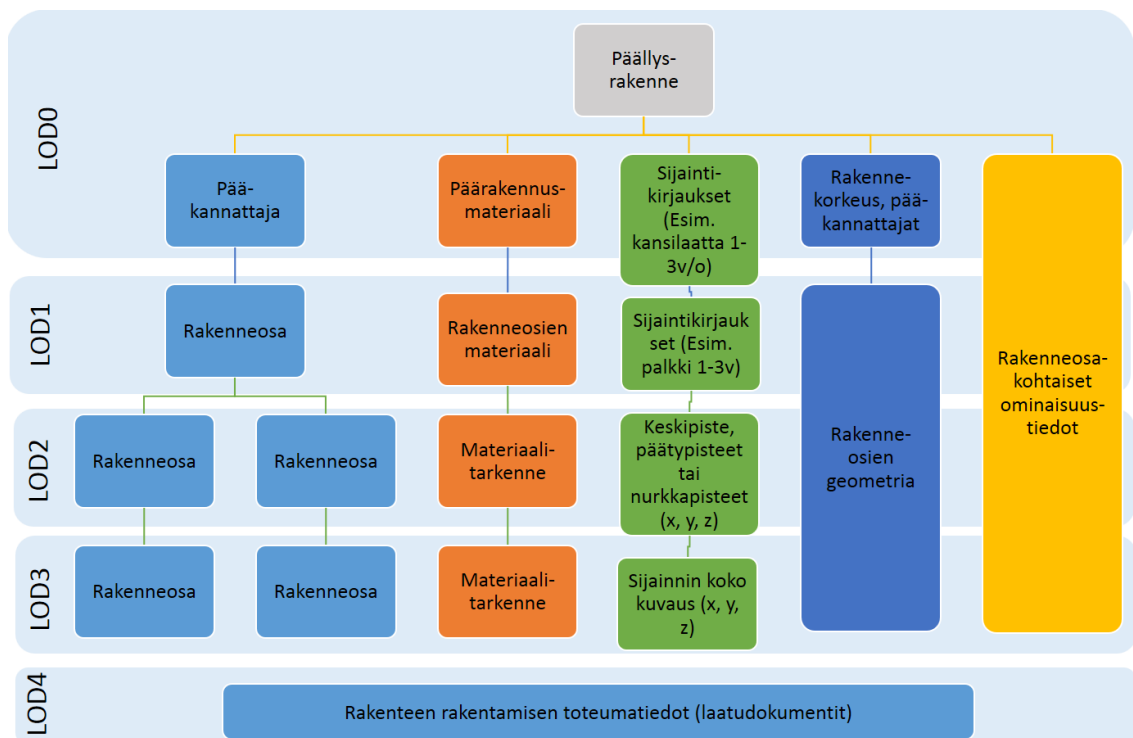 LOD0
Päällys-
rakenne
Pää-
kannattaja
Päärakennus-
materiaali
Sijainti-
kirjaukset
(Esim.
kansilaatta 1-
3v/o)
Rakenne-
korkeus, pää-
kannattajat
Rakenneosa-
kohtaiset
ominaisuus-
tiedot
LOD1
Rakenneosa
Rakenneosien
materiaali
Sijaintikirjauk
set (Esim.
palkki 1-3v)
Rakenne-
osien
geometria
LOD2
Rakenneosa
Rakenneosa
Materiaali-
tarkenne
Keskipiste,
päätypisteet
tai
nurkkapisteet
(x, y, z)
LOD3
Rakenneosa
Rakenneosa
Materiaali-
tarkenne
Sijainnin koko
kuvaus (x, y,
z)
LOD4
Rakenteen rakentamisen toteumatiedot (laatudokumentit)